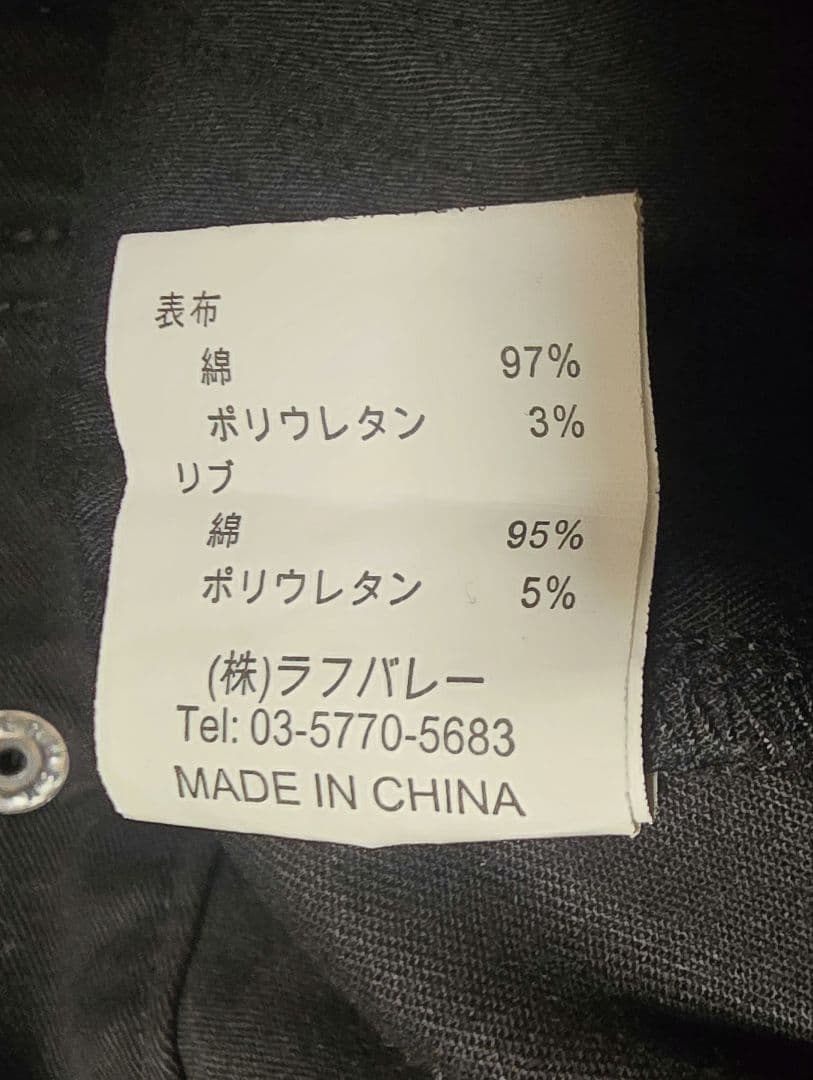 表布
綿 97%
ポリウレタン 3%
リブ
綿 95%
ポリウレタン 5%
(株)ラフバレー
Tel: 03-5770-5683
MADE IN CHINA